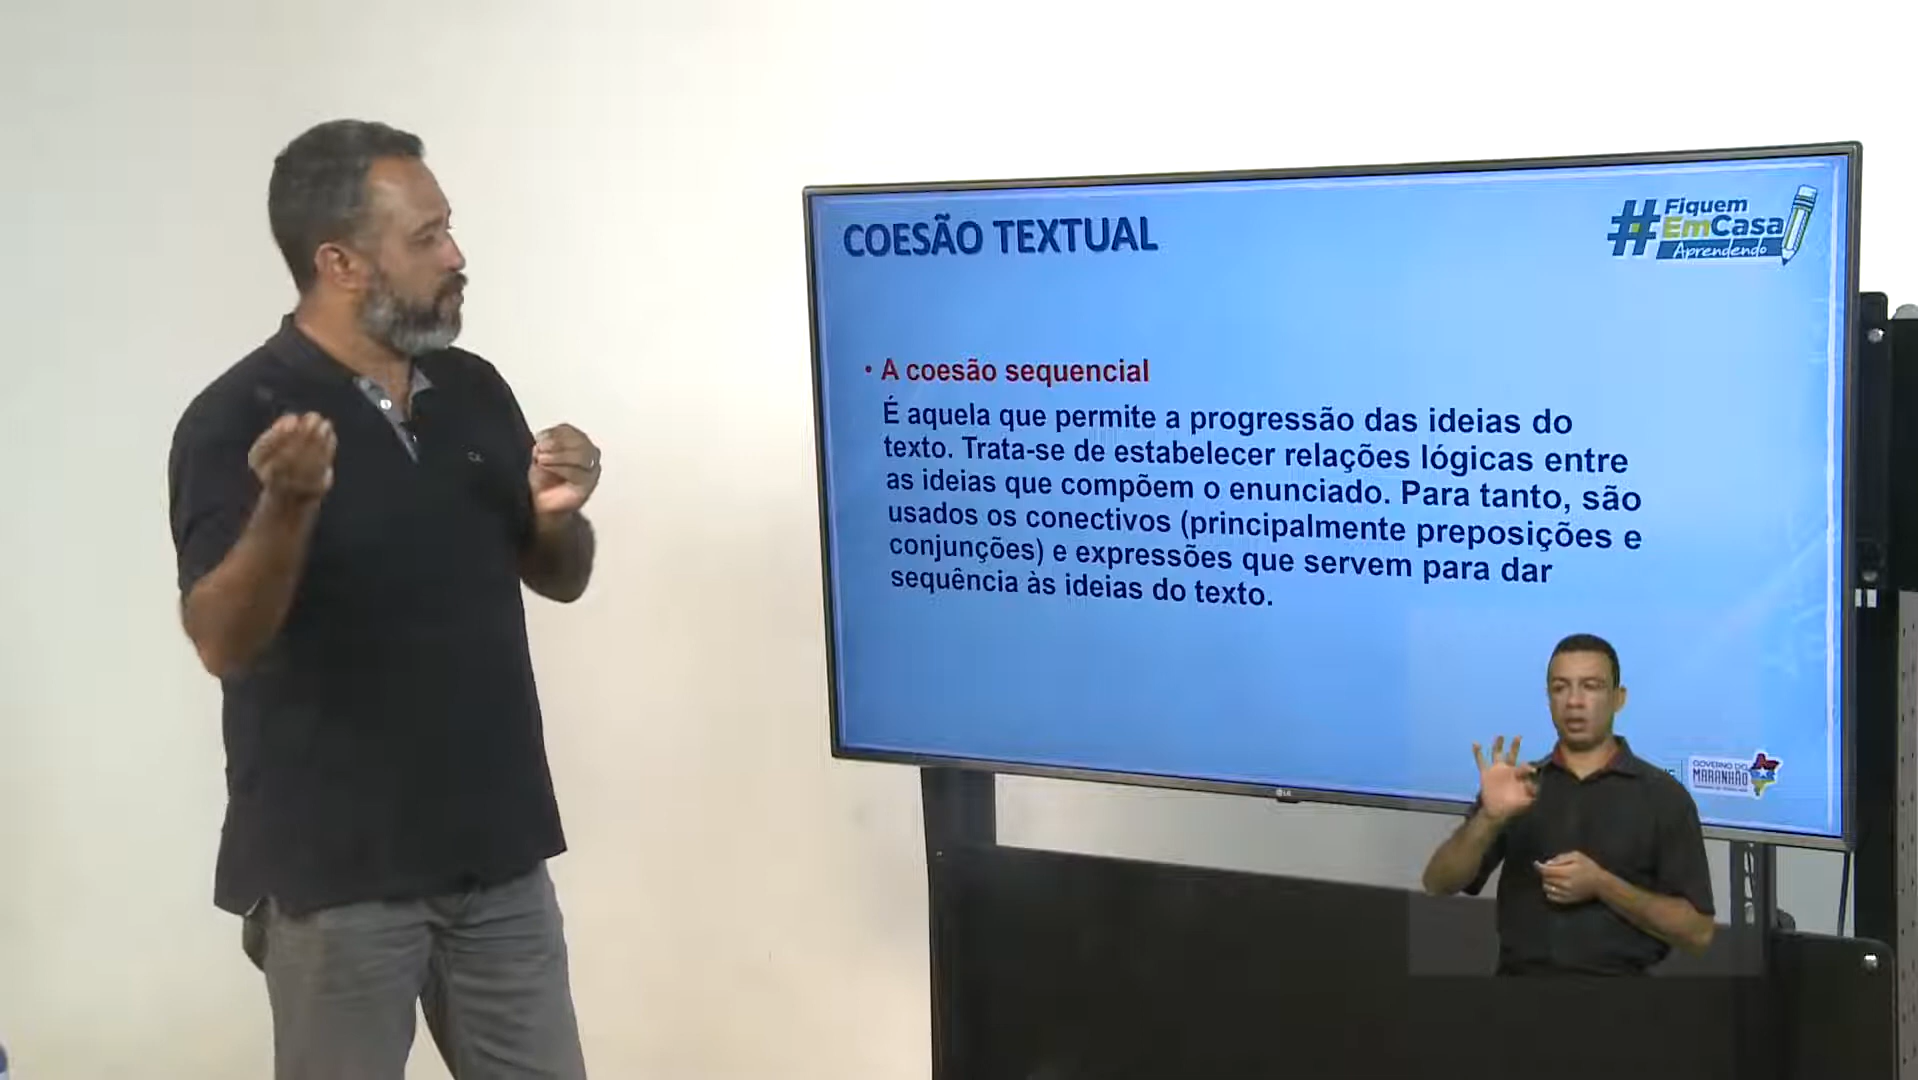 COESÃO TEXTUAL
#Fiquem
EmCasa
Aprendendo
• A coesão sequencial
É aquela que permite a progressão das ideias do
texto. Trata-se de estabelecer relações lógicas entre
as ideias que compõem o enunciado. Para tanto, são
usados os conectivos (principalmente preposições e
conjunções) e expressões que servem para dar
sequência às ideias do texto.
GOVERNO DO
MARANHÃO
LG